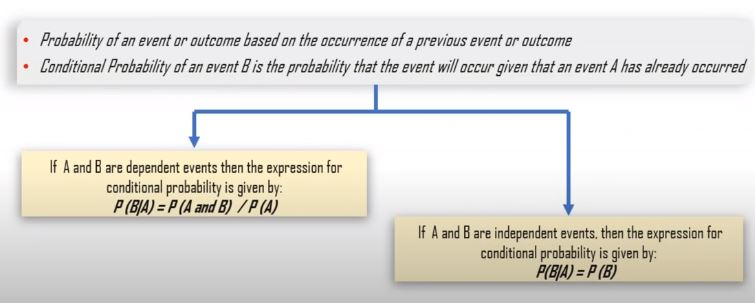 • Probability of an event or outcome based on the occurrence of a previous event or outcome
• Conditional Probability of an event B is the probability that the event will occur given that an event A has already occurred
If A and B are dependent events then the expression for
conditional probability is given by:
P (B|A) = P (A and B) / P (A)
If A and B are independent events, then the expression for
conditional probability is given by:
P(B|A) = P (B)